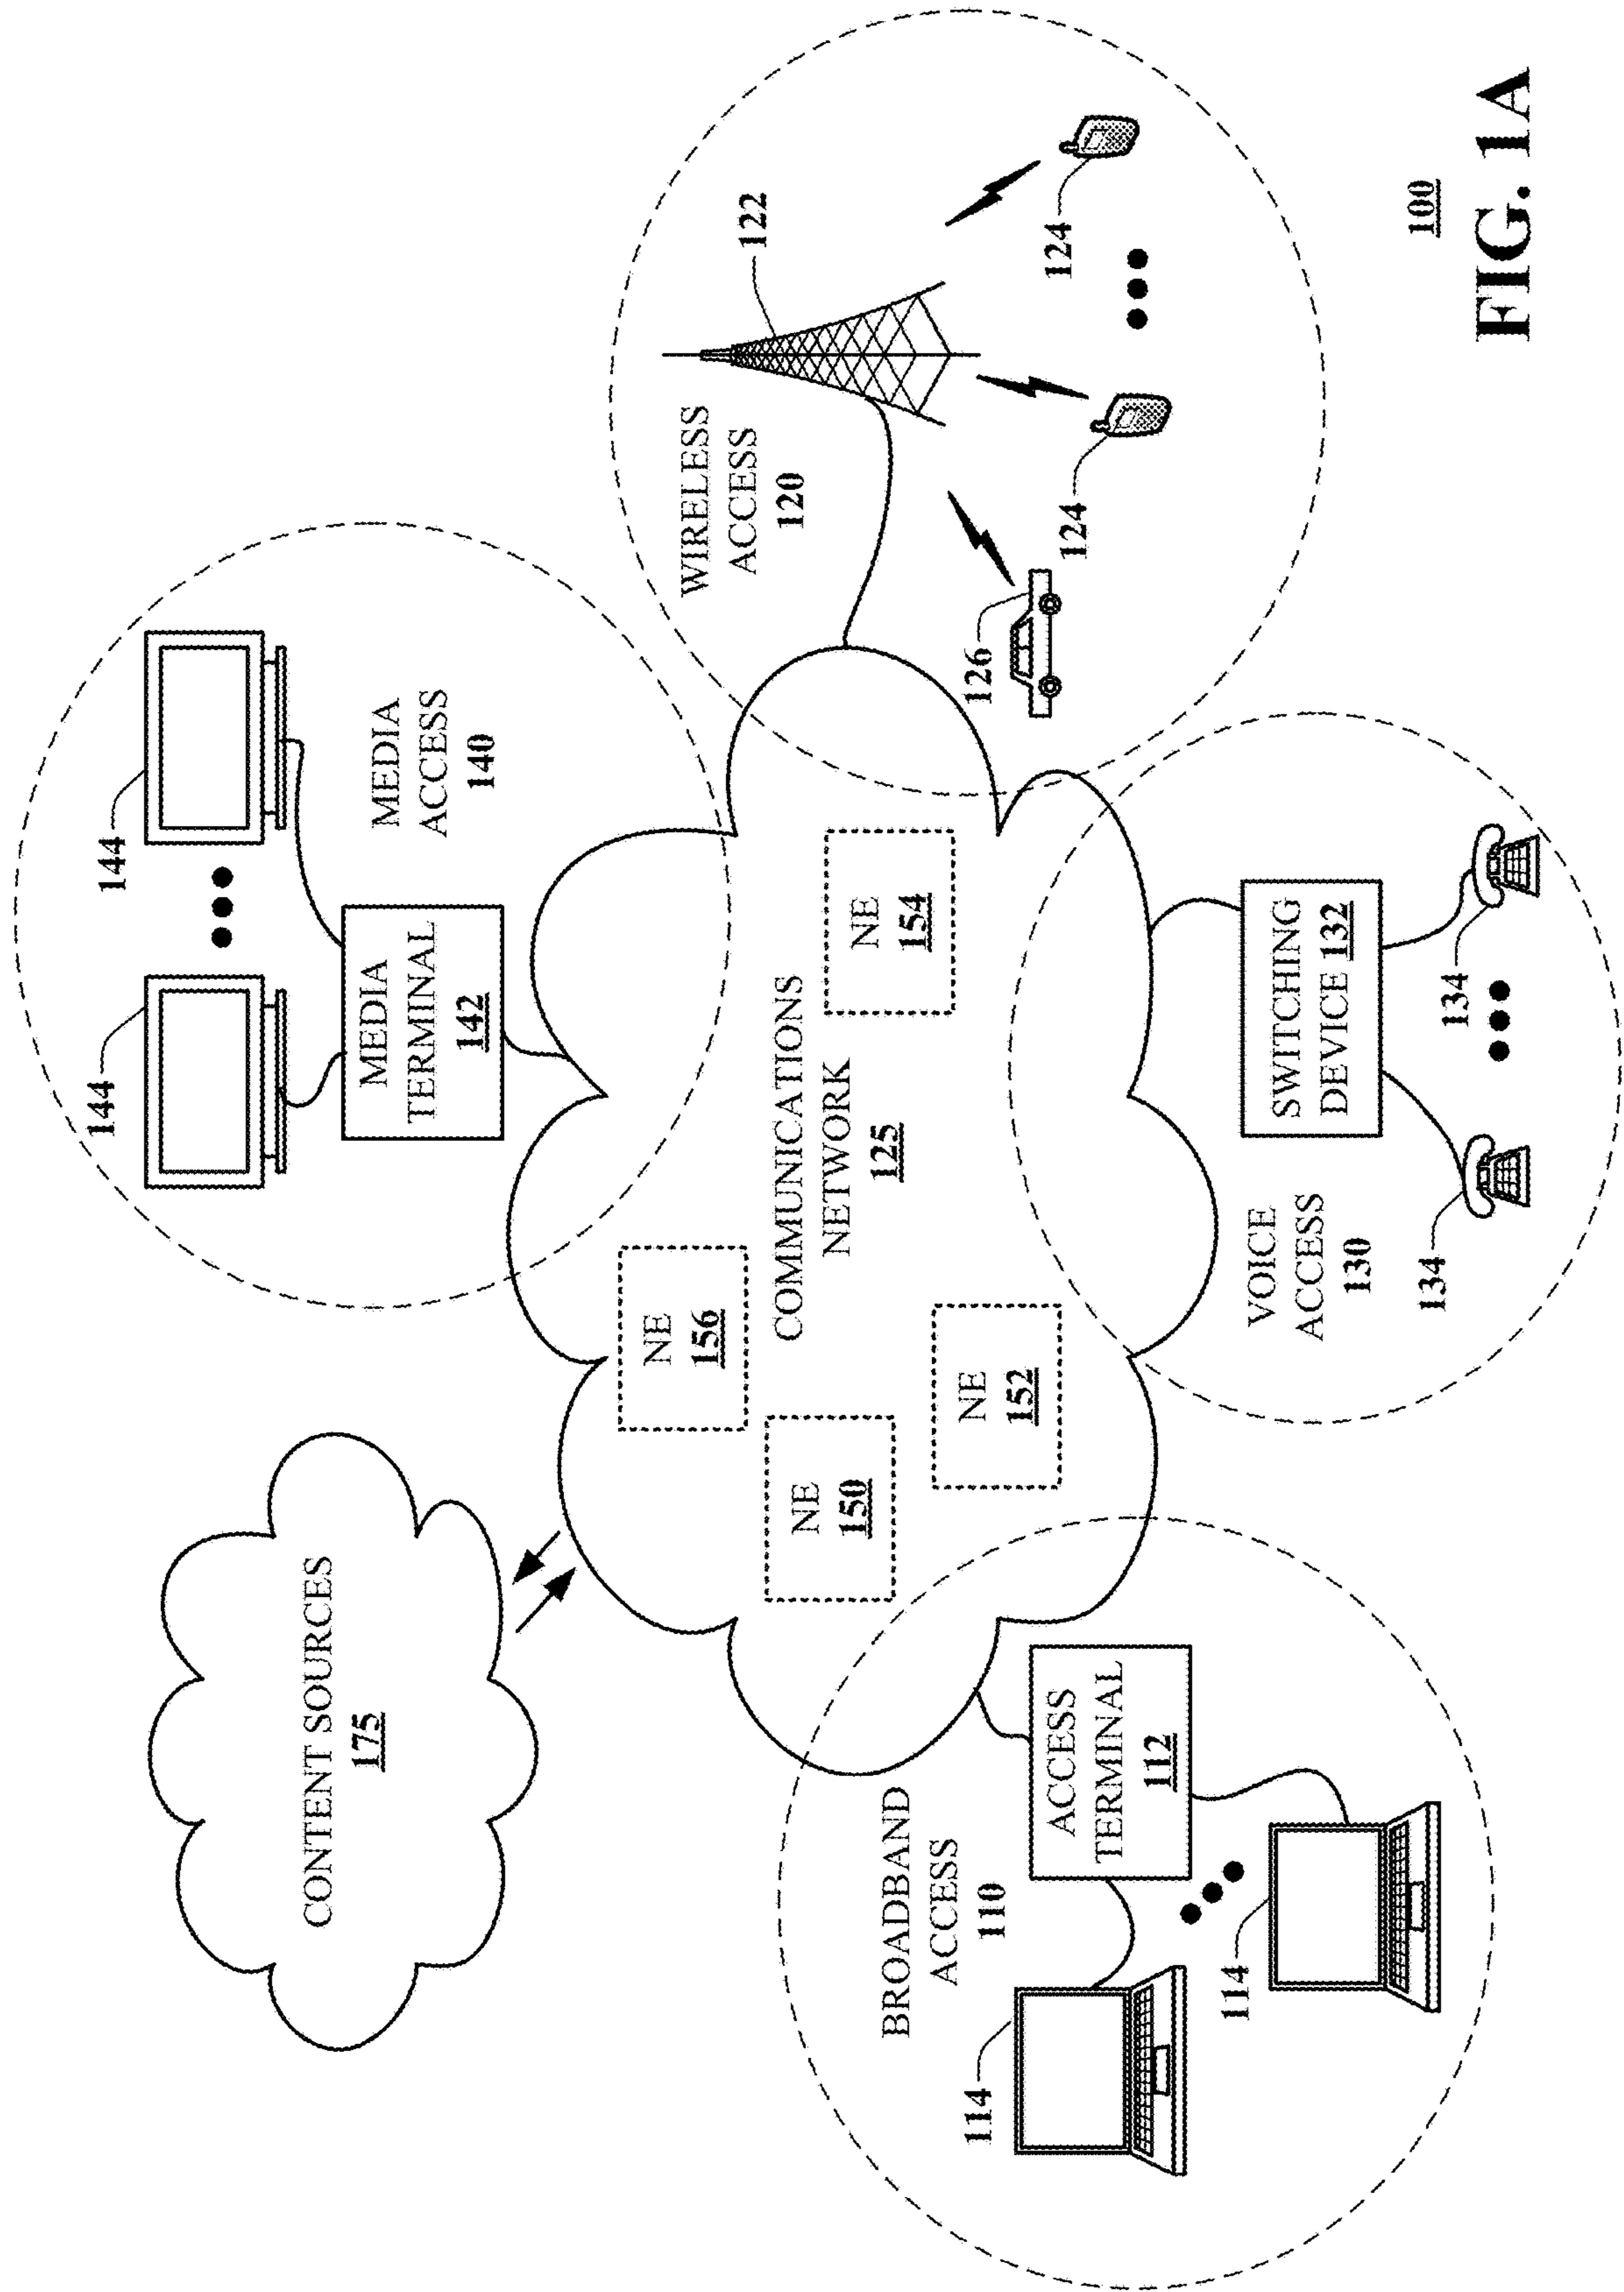 CONTENT SOURCES
175
144
144
MEDIA
TERMINAL
142
MEDIA
ACCESS
140
NE
156
NE
150
NE
152
COMMUNICATIONS
NETWORK
125
NE
154
WIRELESS
ACCESS
120
122
126
124
124
BROADBAND
ACCESS
110
ACCESS
TERMINAL
112
114
114
VOICE
ACCESS
130
SWITCHING
DEVICE 132
134
134
100
FIG. 1A